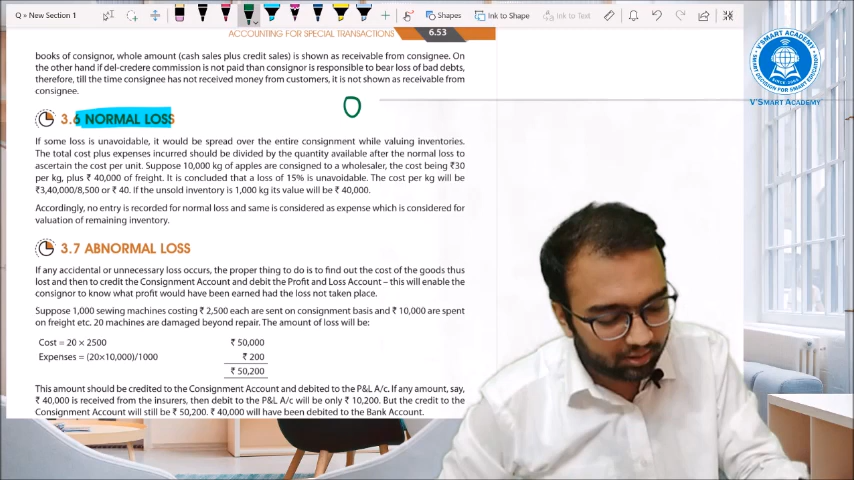 Q » New Section 1
Shapes
Ink to Shape
Ink to Text
ACCOUNTING FOR SPECIAL TRANSACTIONS
6.53
books of consignor, whole amount (cash sales plus credit sales) is shown as receivable from consignee. On
the other hand if del-credere commission is not paid than consignor is responsible to bear loss of bad debts,
therefore, till the time consignee has not received money from customers, it is not shown as receivable from
consignee.
3.6 NORMAL LOSS
If some loss is unavoidable, it would be spread over the entire consignment while valuing inventories.
The total cost plus expenses incurred should be divided by the quantity available after the normal loss to
ascertain the cost per unit. Suppose 10,000 kg of apples are consigned to a wholesaler, the cost being ₹30
per kg, plus ₹ 40,000 of freight. It is concluded that a loss of 15% is unavoidable. The cost per kg will be
₹3,40,000/8,500 or ₹ 40. If the unsold inventory is 1,000 kg its value will be ₹ 40,000.
Accordingly, no entry is recorded for normal loss and same is considered as expense which is considered for
valuation of remaining inventory.
3.7 ABNORMAL LOSS
If any accidental or unnecessary loss occurs, the proper thing to do is to find out the cost of the goods thus
lost and then to credit the Consignment Account and debit the Profit and Loss Account – this will enable the
consignor to know what profit would have been earned had the loss not taken place.
Suppose 1,000 sewing machines costing ₹ 2,500 each are sent on consignment basis and ₹ 10,000 are spent
on freight etc. 20 machines are damaged beyond repair. The amount of loss will be:
Cost = 20 × 2500 ₹ 50,000
Expenses = (20×10,000)/1000 ₹ 200
₹ 50,200
This amount should be credited to the Consignment Account and debited to the P&L A/c. If any amount, say,
₹ 40,000 is received from the insurers, then debit to the P&L A/c will be only ₹ 10,200. But the credit to the
Consignment Account will still be ₹ 50,200. ₹ 40,000 will have been debited to the Bank Account.
V'SMART ACADEMY
SMART DECISION FOR SMART EDUCATION
V'SMART ACADEMY